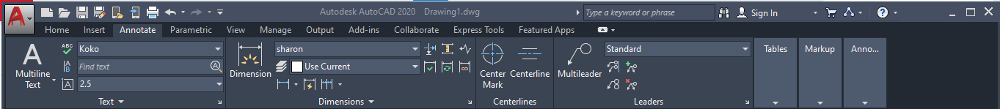 Autodesk AutoCAD 2020 Drawing1.dwg
Type a keyword or phrase
Sign In
Home Insert Annotate Parametric View Manage Output Add-ins Collaborate Express Tools Featured Apps
A
Multiline
Text
ABC
Koko
A
B
Find text
A
A
2.5
Text
Dimension
sharon
Use Current
Dimensions
Center
Mark
Centerline
Centerlines
Multileader
Standard
Leaders
Tables
Markup
Anno...